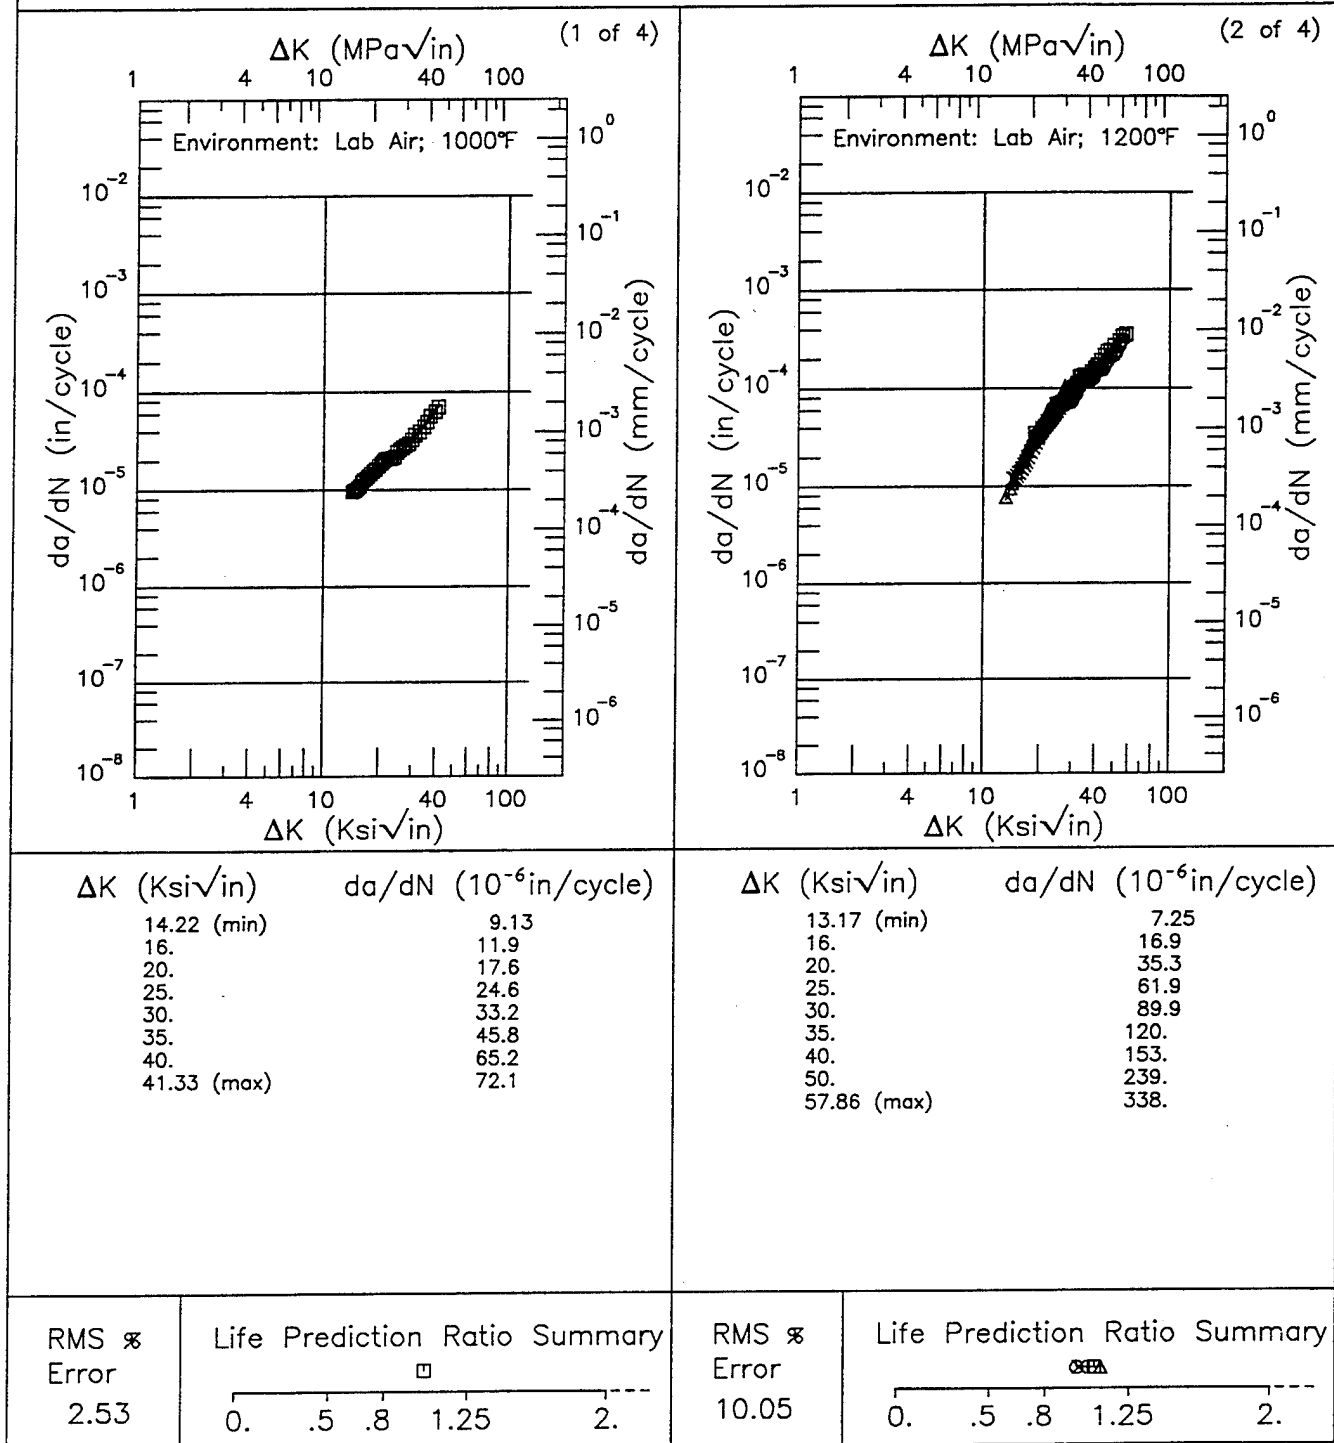 (1 of 4)
ΔK (MPa√in)
1 4 10 40 100
Environment: Lab Air; 1000°F
10⁰
10⁻¹
10⁻²
10⁻³
10⁻⁴
10⁻⁵
10⁻⁶
da/dN (mm/cycle)
10⁻²
10⁻³
10⁻⁴
10⁻⁵
10⁻⁶
10⁻⁷
10⁻⁸
da/dN (in/cycle)
1 4 10 40 100
ΔK (Ksi√in)
ΔK (Ksi√in) da/dN (10⁻⁶in/cycle)
14.22 (min) 9.13
16. 11.9
20. 17.6
25. 24.6
30. 33.2
35. 45.8
40. 65.2
41.33 (max) 72.1
RMS %
Error
2.53
Life Prediction Ratio Summary
0. .5 .8 1.25 2.
(2 of 4)
ΔK (MPa√in)
1 4 10 40 100
Environment: Lab Air; 1200°F
10⁰
10⁻¹
10⁻²
10⁻³
10⁻⁴
10⁻⁵
10⁻⁶
da/dN (mm/cycle)
10⁻²
10⁻³
10⁻⁴
10⁻⁵
10⁻⁶
10⁻⁷
10⁻⁸
da/dN (in/cycle)
1 4 10 40 100
ΔK (Ksi√in)
ΔK (Ksi√in) da/dN (10⁻⁶in/cycle)
13.17 (min) 7.25
16. 16.9
20. 35.3
25. 61.9
30. 89.9
35. 120.
40. 153.
50. 239.
57.86 (max) 338.
RMS %
Error
10.05
Life Prediction Ratio Summary
0. .5 .8 1.25 2.